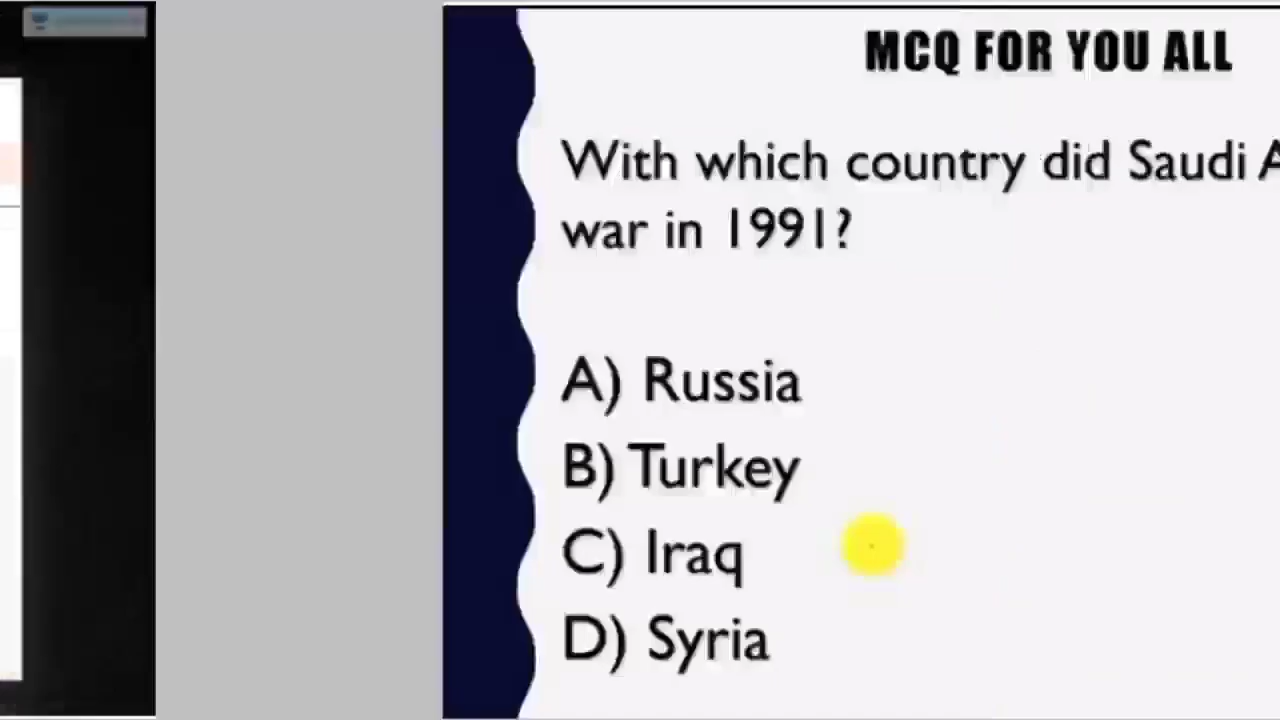 MCQ FOR YOU ALL
With which country did Saudi
war in 1991?
A) Russia
B) Turkey
C) Iraq
D) Syria